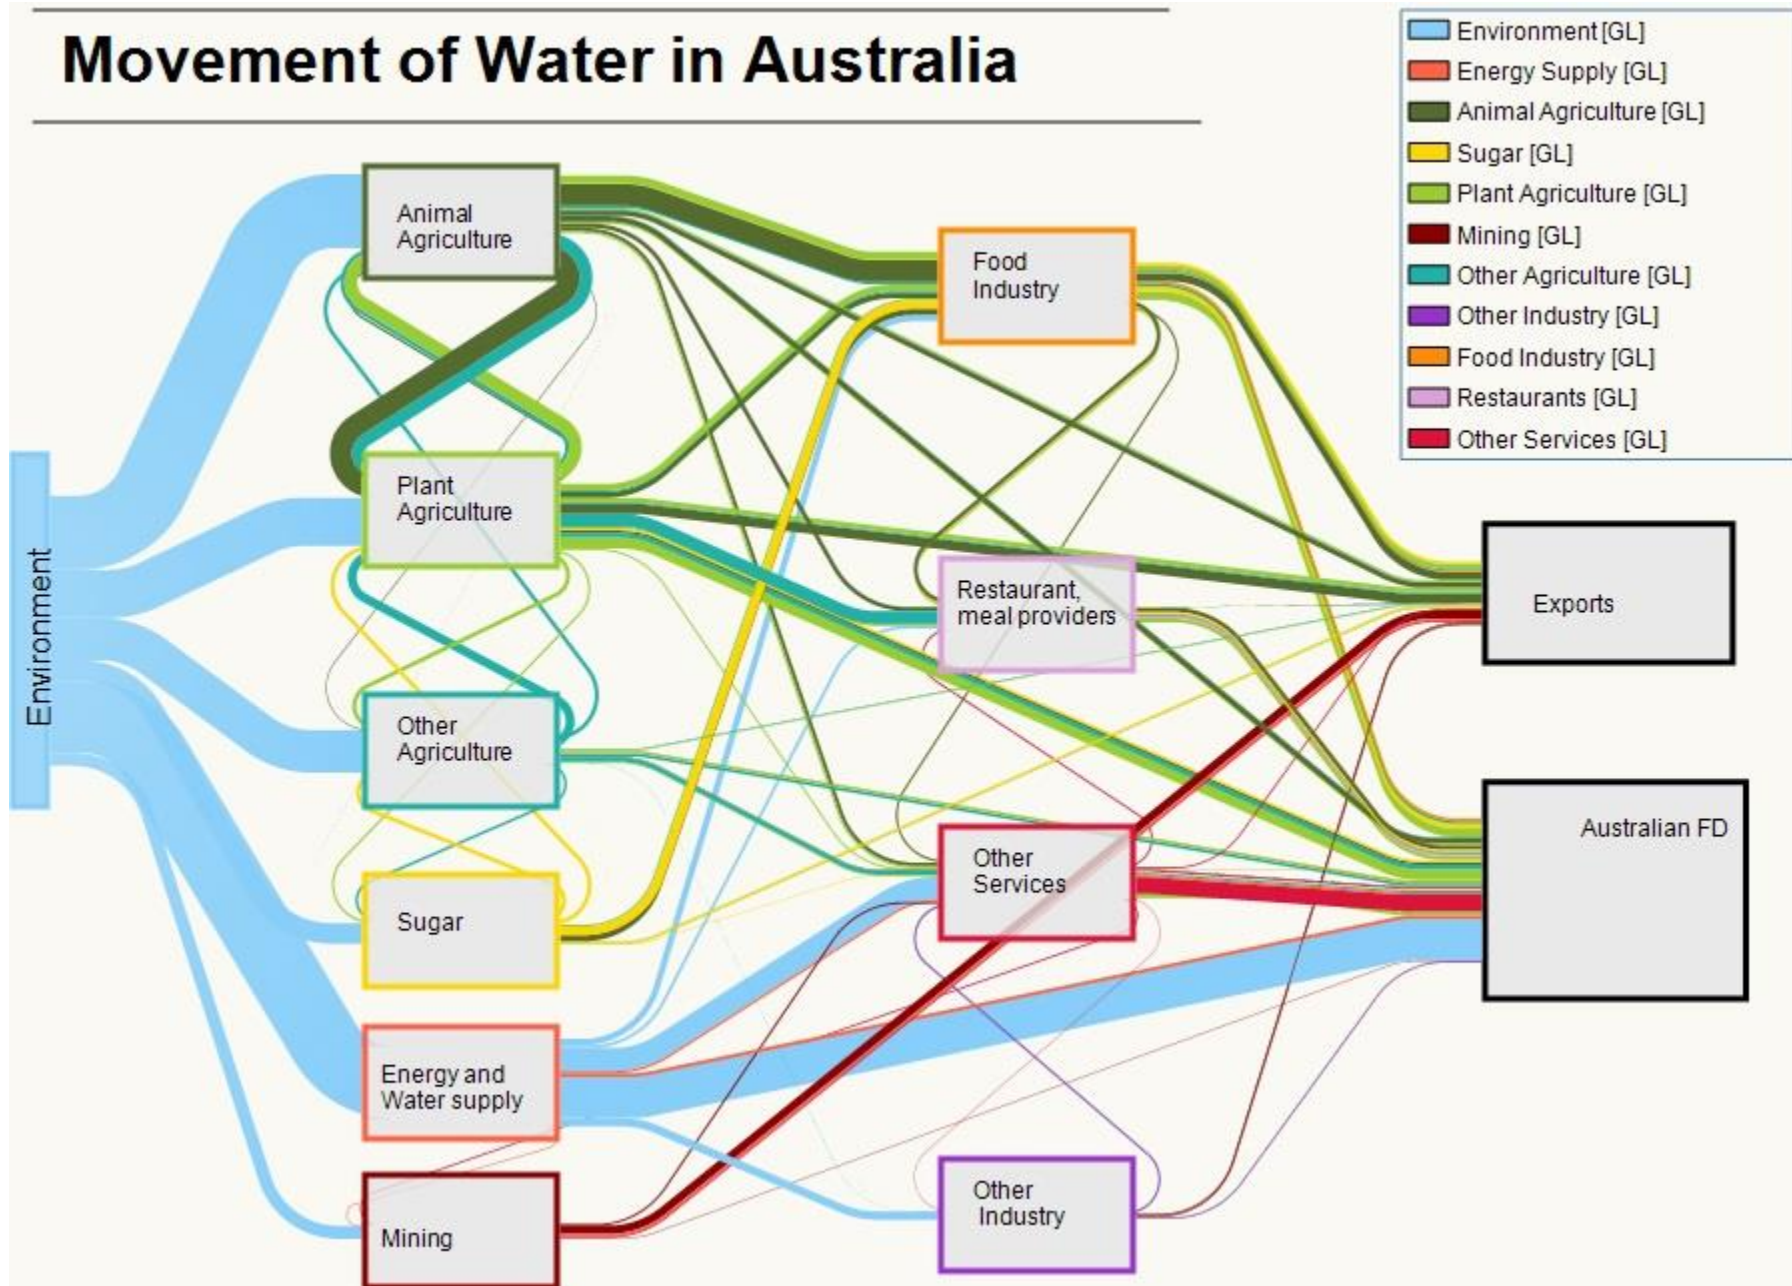 Movement of Water in Australia
Environment [GL]
Energy Supply [GL]
Animal Agriculture [GL]
Sugar [GL]
Plant Agriculture [GL]
Mining [GL]
Other Agriculture [GL]
Other Industry [GL]
Food Industry [GL]
Restaurants [GL]
Other Services [GL]
Environment
Animal
Agriculture
Plant
Agriculture
Other
Agriculture
Sugar
Energy and
Water supply
Mining
Food
Industry
Restaurant,
meal providers
Other
Services
Other
Industry
Exports
Australian FD